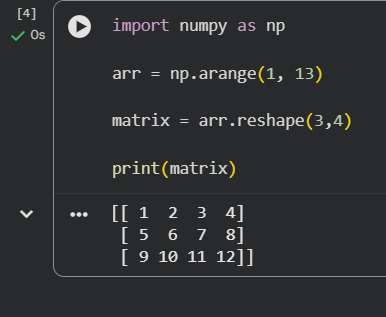 [4]
0s
import numpy as np
arr = np.arange(1, 13)
matrix = arr.reshape(3,4)
print(matrix)
[[ 1  2  3  4]
 [ 5  6  7  8]
 [ 9 10 11 12]]